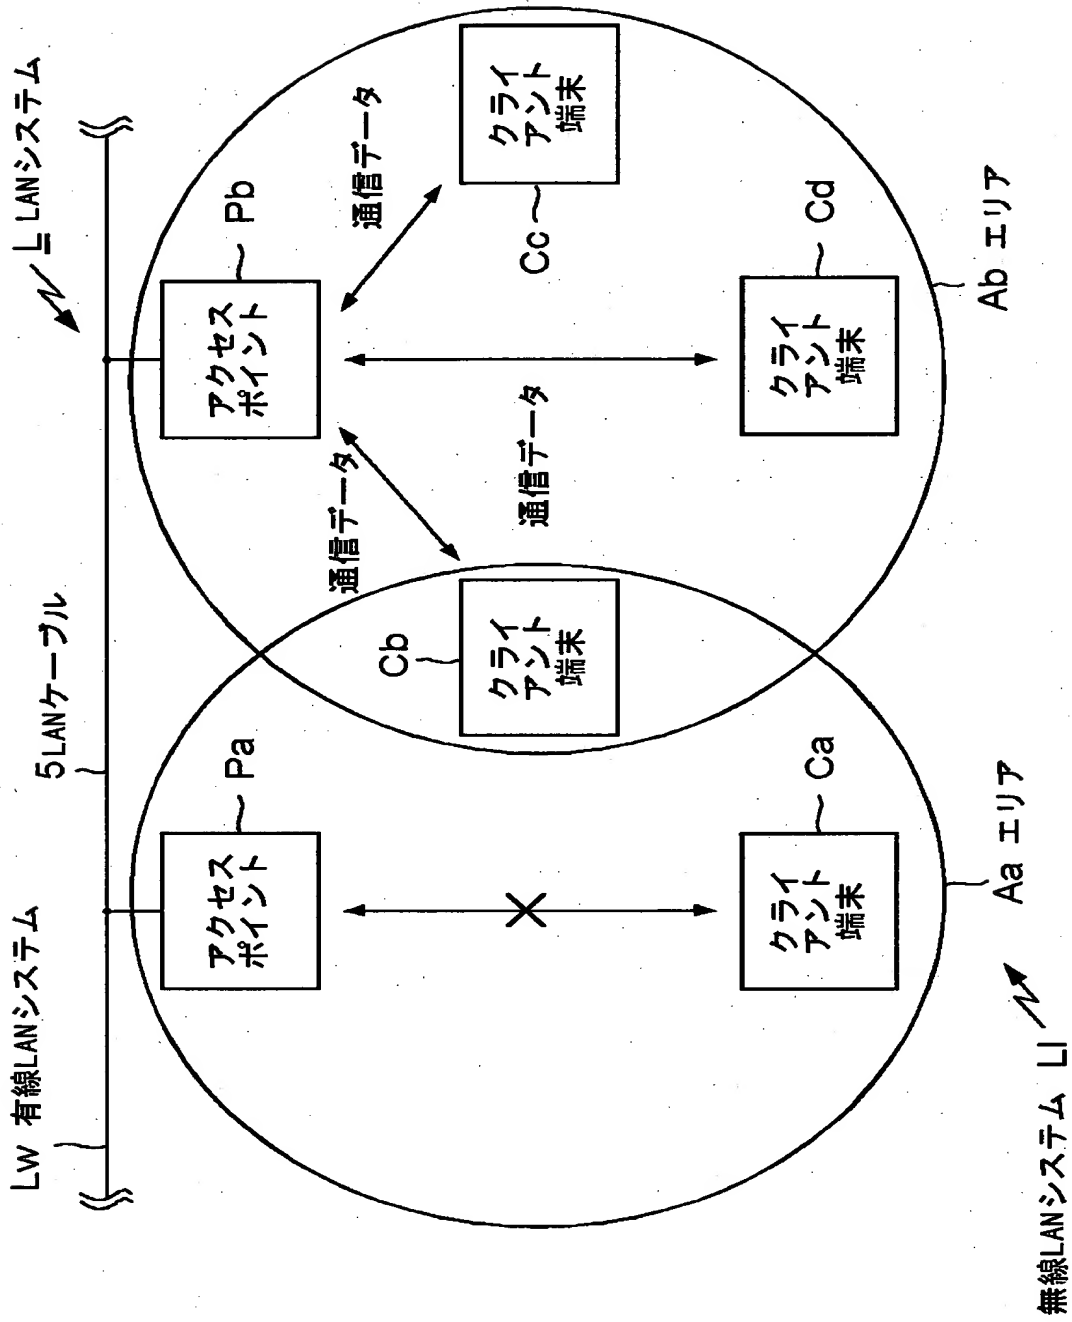 L LANシステム
Lw 有線LANシステム
5 LANケーブル
アクセス
ポイント
Pa
アクセス
ポイント
Pb
通信データ
通信データ
通信データ
クライ
アント
端末
Cb
クライ
アント
端末
Cc
クライ
アント
端末
Ca
クライ
アント
端末
Cd
Aa エリア
Ab エリア
無線LANシステム Ll